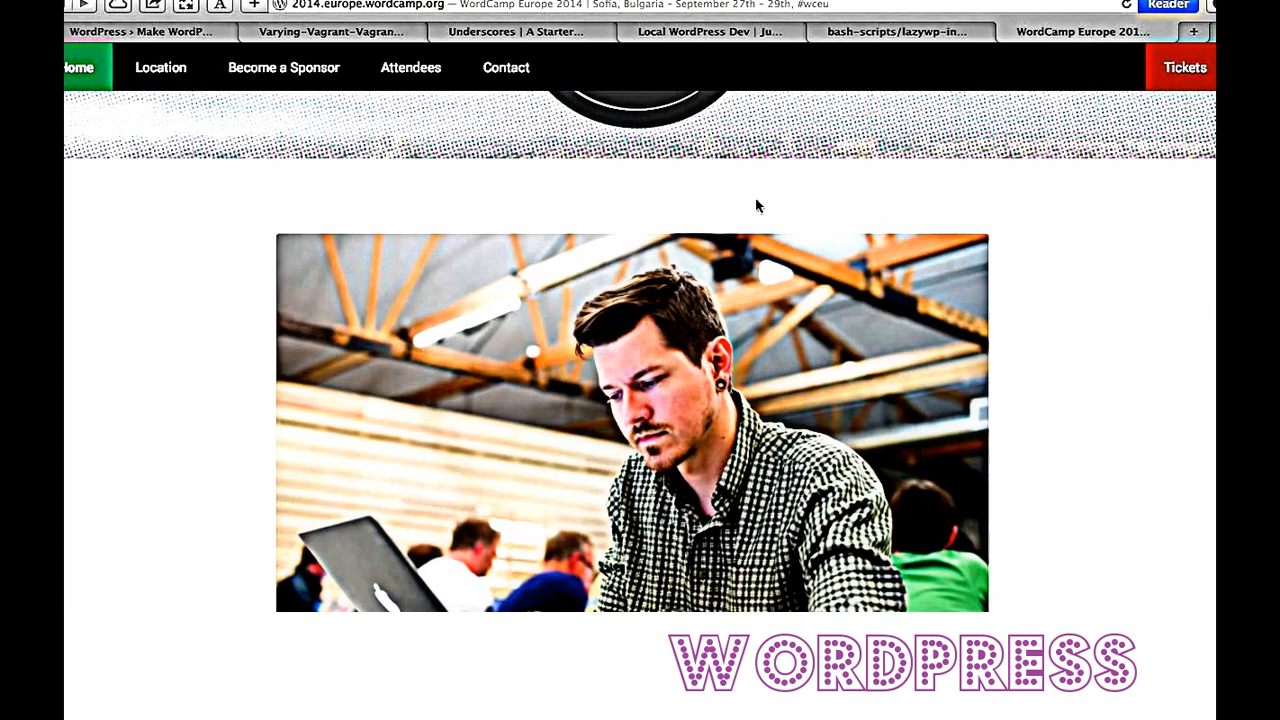 2014.europe.wordcamp.org — WordCamp Europe 2014 | Sofia, Bulgaria - September 27th - 29th, #wceu
Reader
WordPress › Make WordP...
Varying-Vagrant-Vagran...
Underscores | A Starter...
Local WordPress Dev | Ju...
bash-scripts/lazywp-in...
WordCamp Europe 201...
Home
Location
Become a Sponsor
Attendees
Contact
Tickets
WORDPRESS